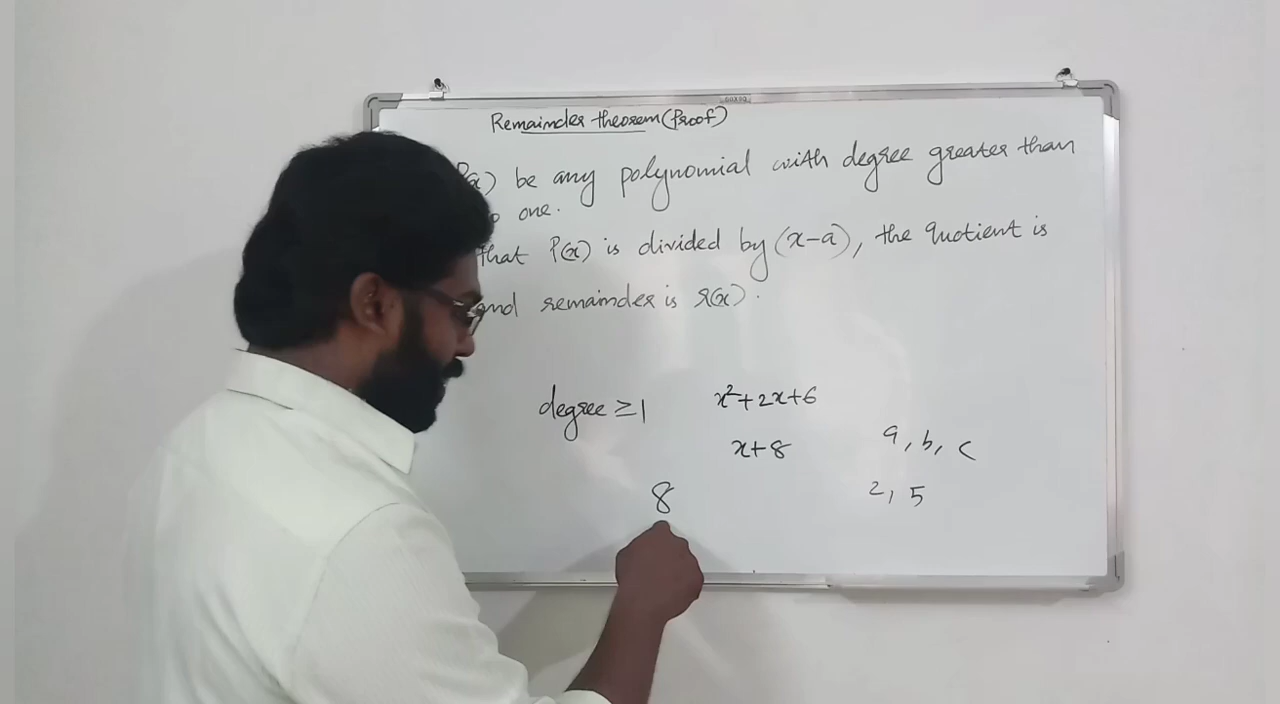 Remainder theorem (Proof)
P(x) be any polynomial with degree greater than
one.
that P(x) is divided by (x-a), the quotient is
and remainder is r(x).
degree ≥1 x²+2x+6
x+8 a, b, c
8 2, 5